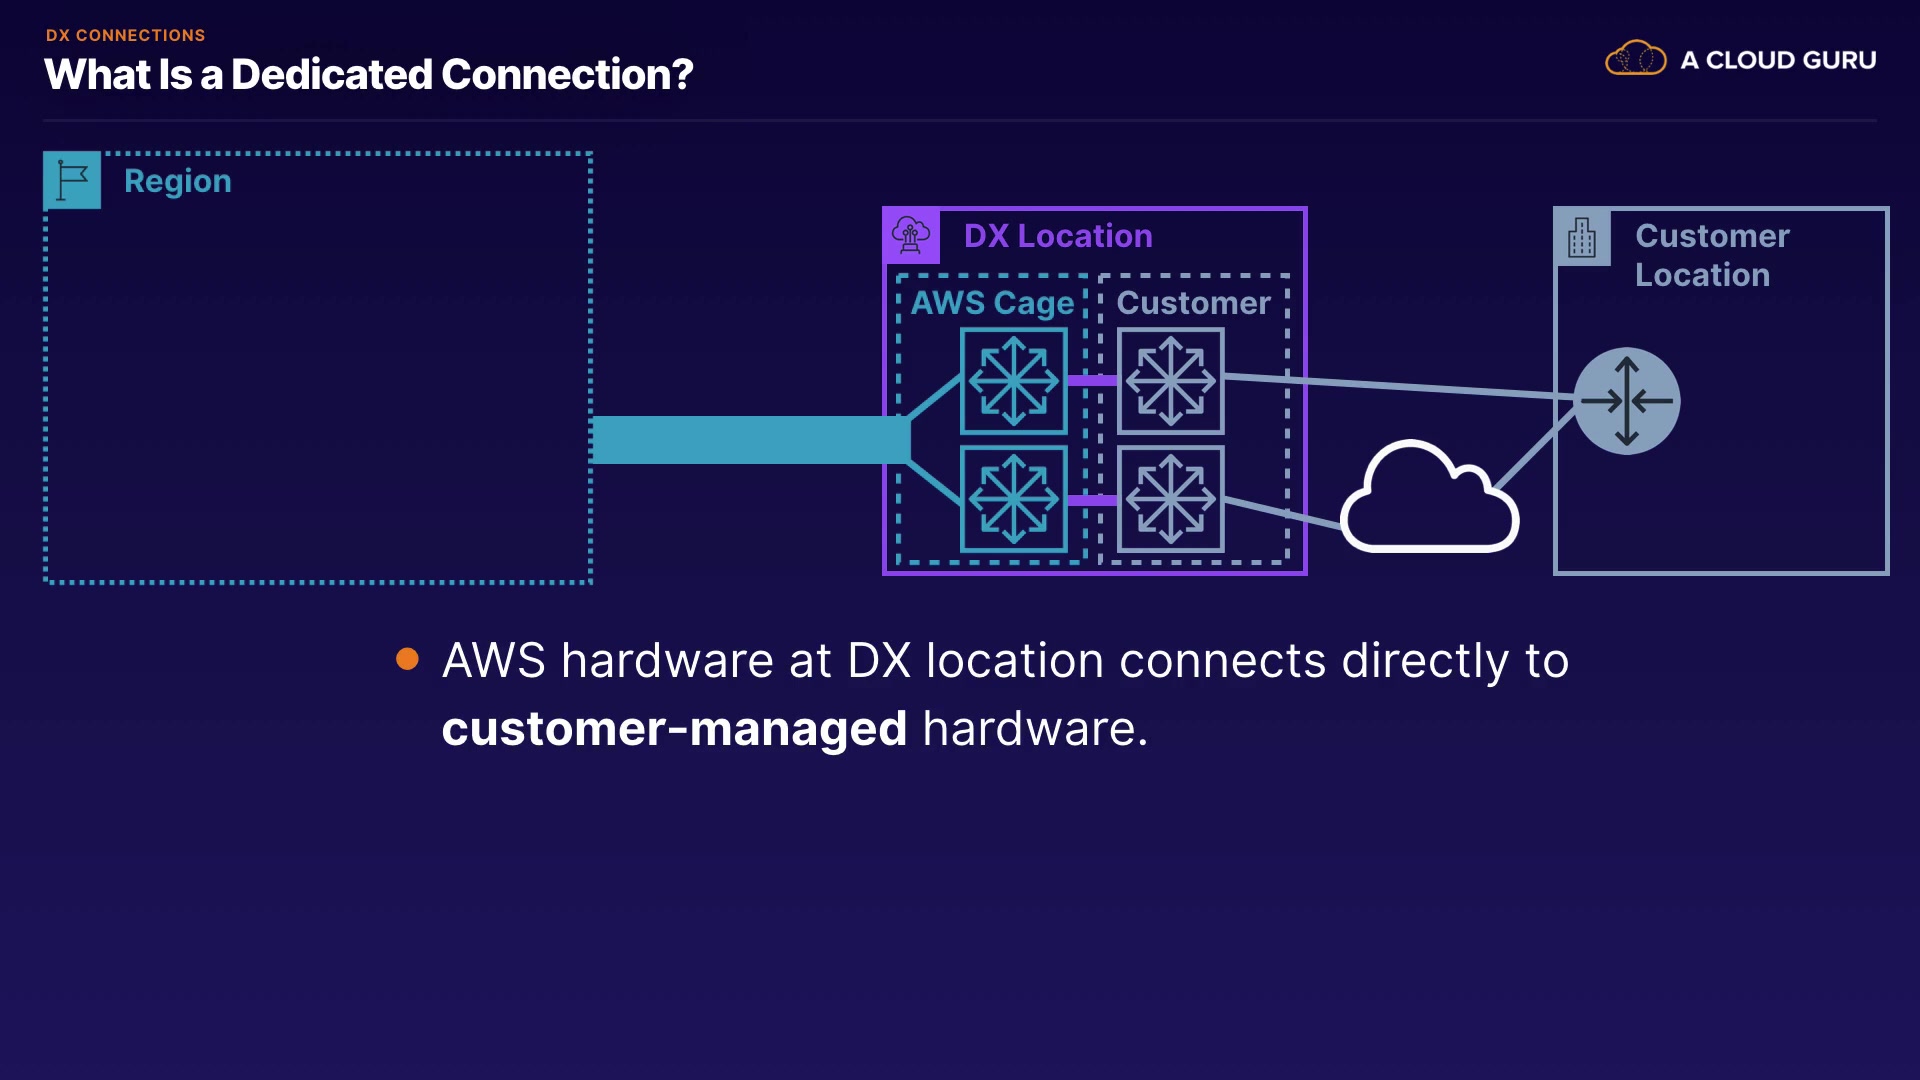 DX CONNECTIONS
What Is a Dedicated Connection?
A CLOUD GURU
Region
DX Location
AWS Cage
Customer
Customer
Location
AWS hardware at DX location connects directly to
customer-managed hardware.